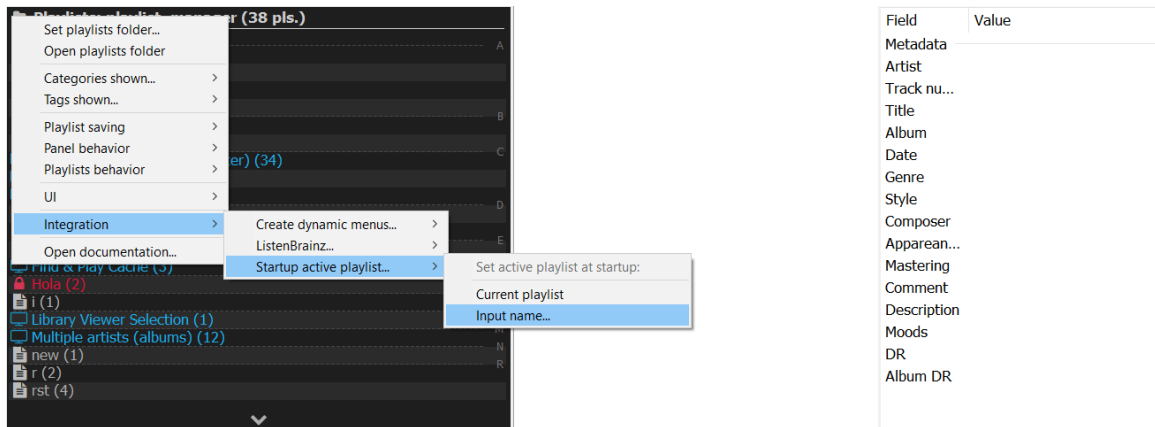 Playlists: playlist_manager (38 pls.)
Set playlists folder...
Open playlists folder
Categories shown...
Tags shown...
Playlist saving
Panel behavior
Playlists behavior
UI
Integration
Open documentation...
Create dynamic menus...
ListenBrainz...
Startup active playlist...
Set active playlist at startup:
Current playlist
Input name...
A
B
C
D
E
M
N
R
er) (34)
Find & Play Cache (3)
Hola (2)
i (1)
Library Viewer Selection (1)
Multiple artists (albums) (12)
new (1)
r (2)
rst (4)
Field Value
Metadata
Artist
Track nu...
Title
Album
Date
Genre
Style
Composer
Apparean...
Mastering
Comment
Description
Moods
DR
Album DR